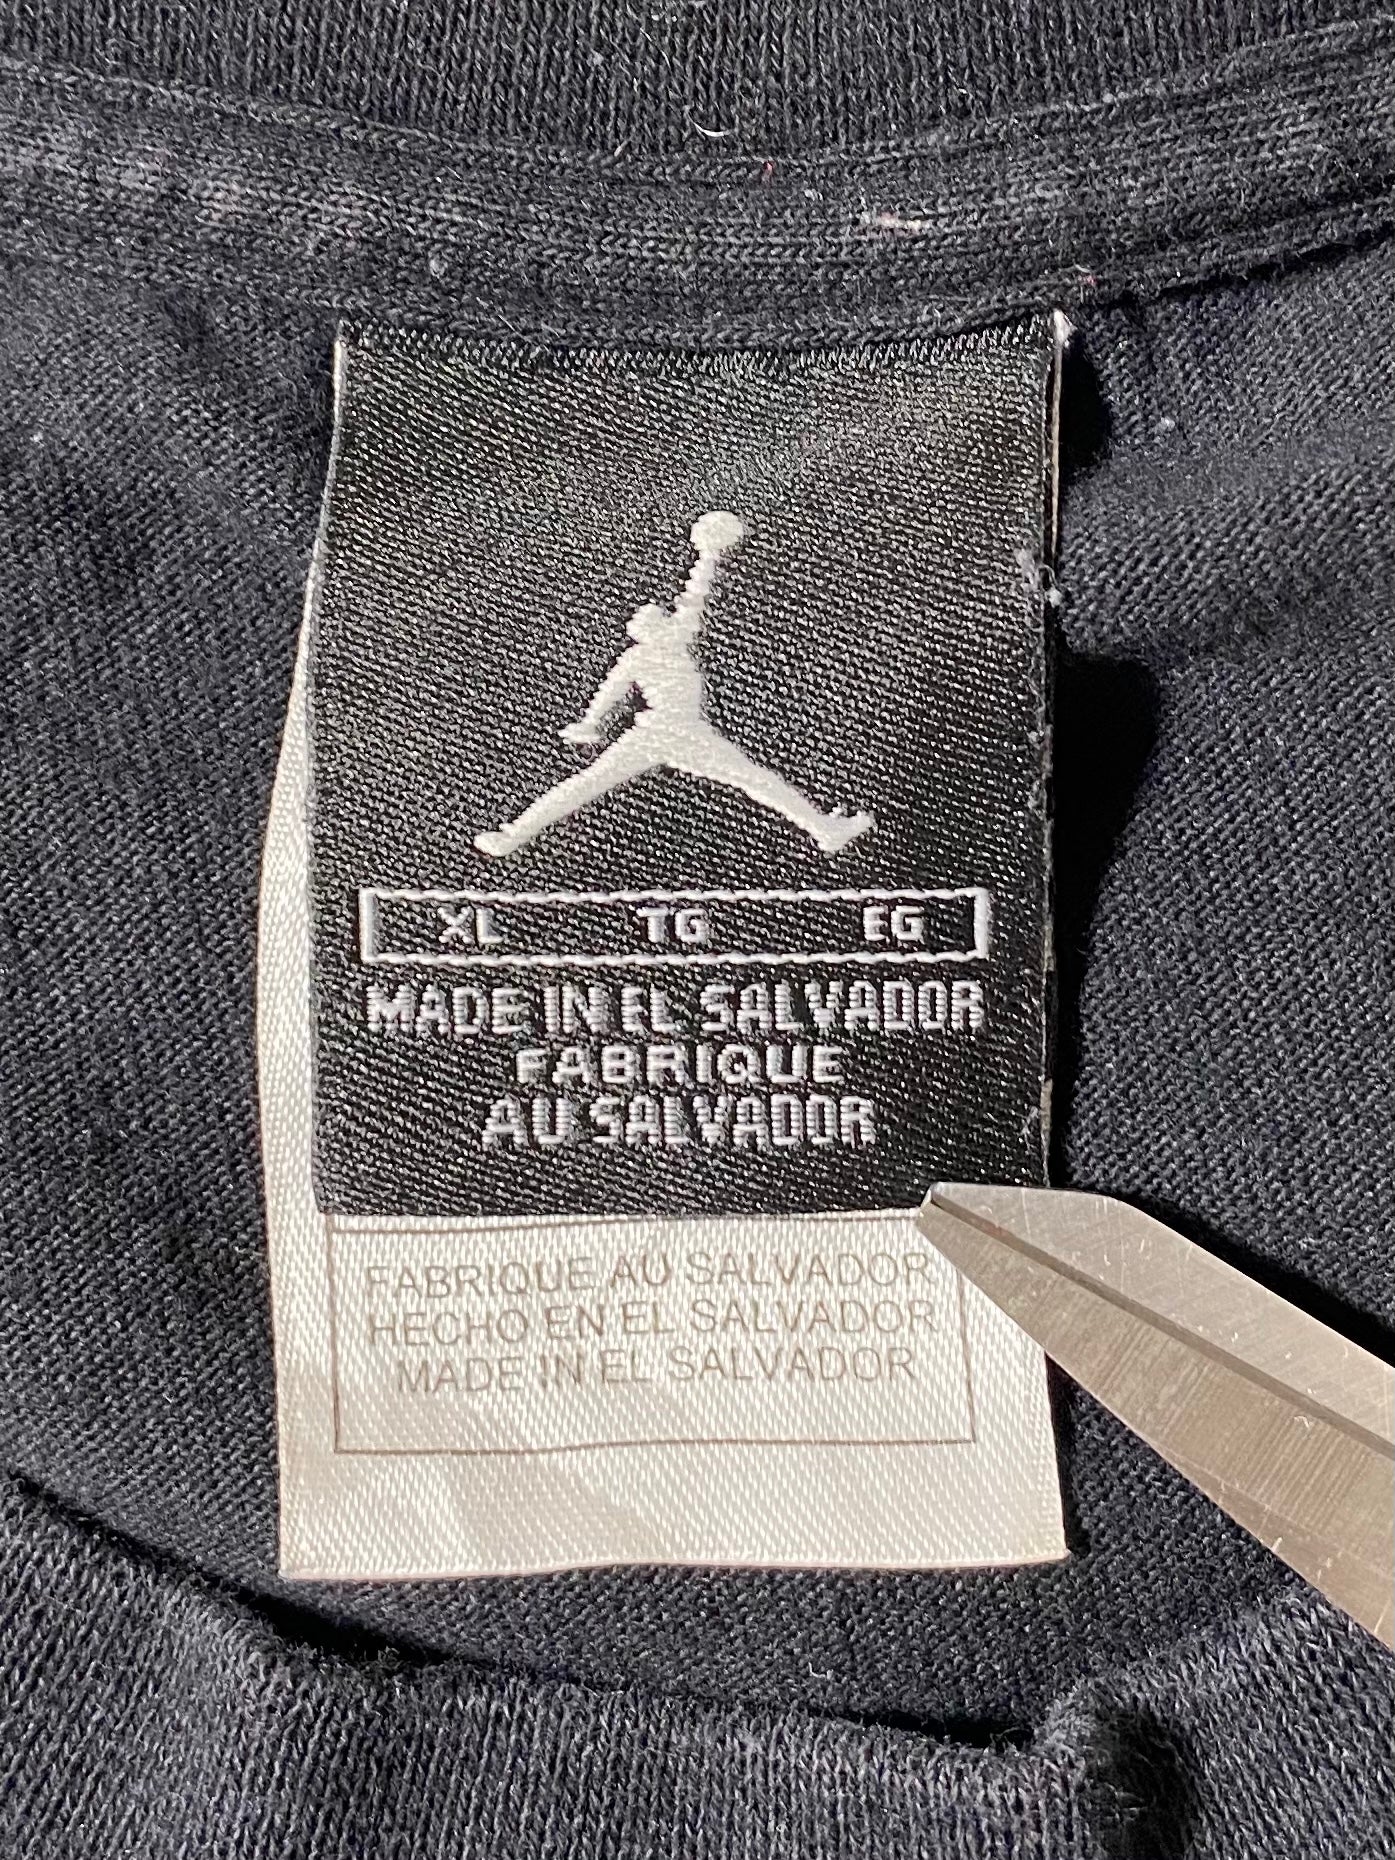 XL TG EG
MADE IN EL SALVADOR
FABRIQUE
AU SALVADOR
FABRIQUE AU SALVADOR
HECHO EN EL SALVADOR
MADE IN EL SALVADOR